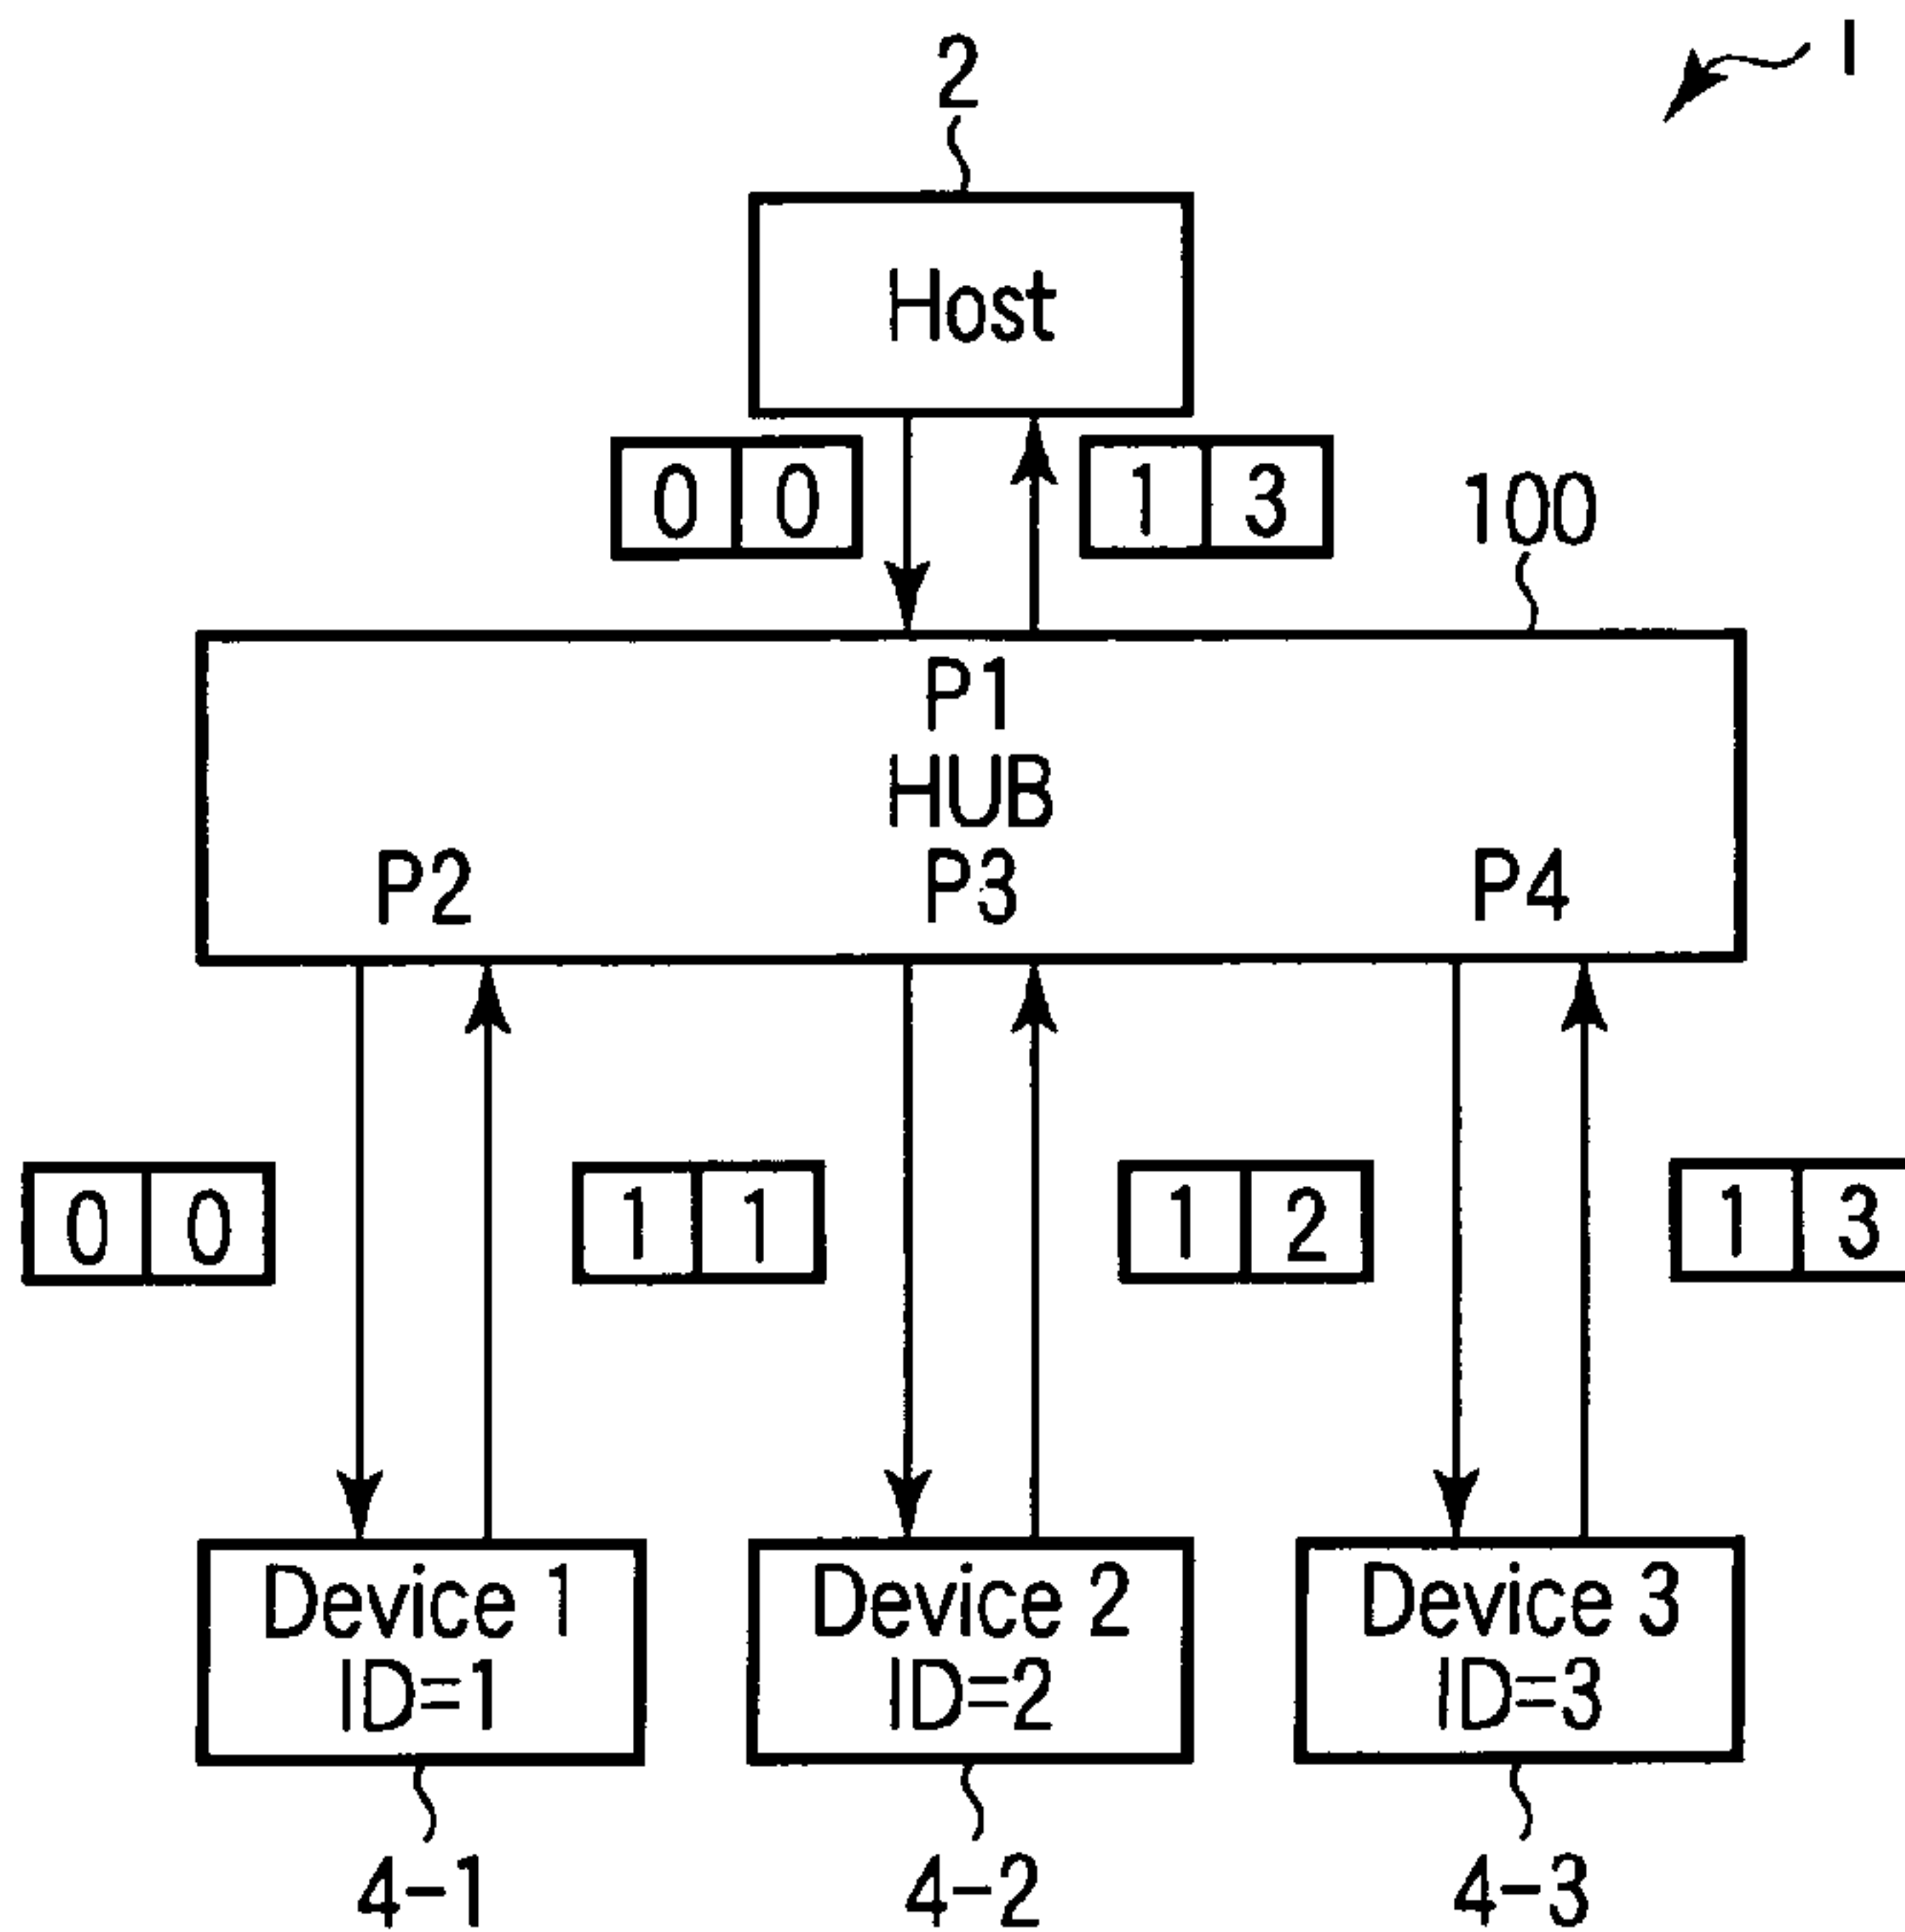 1
2
Host
0 0
1 3
100
P1
HUB
P2 P3 P4
0 0
1 1
1 2
1 3
Device 1
ID=1
Device 2
ID=2
Device 3
ID=3
4-1
4-2
4-3